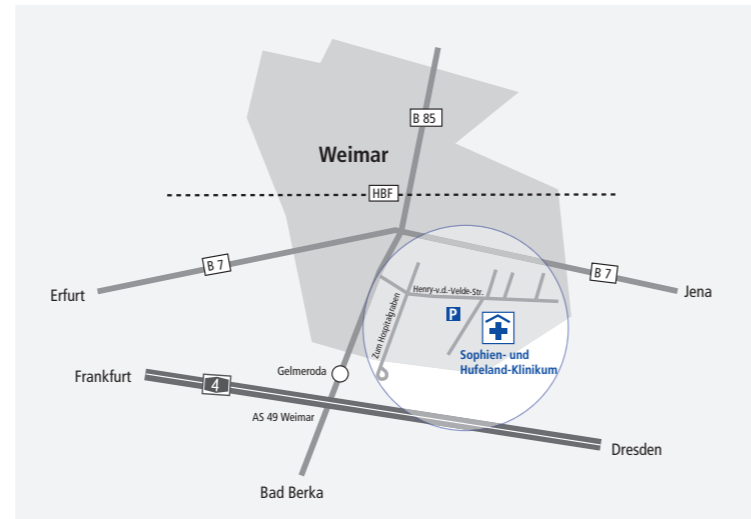 B 85
Weimar
HBF
B 7
B 7
Erfurt
Jena
Henry-v.d.-Velde-Str.
Zum Hospitalgraben
P
Sophien- und
Hufeland-Klinikum
Gelmeroda
Frankfurt
4
AS 49 Weimar
Dresden
Bad Berka